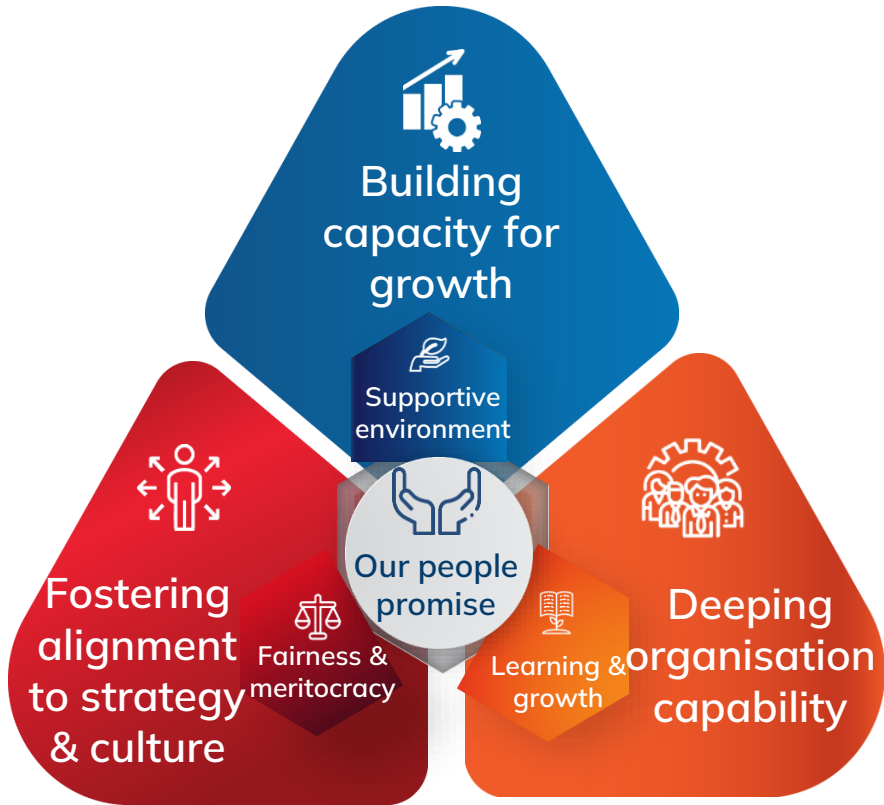 Building
capacity for
growth
Supportive
environment
Our people
promise
Fostering
alignment
to strategy
& culture
Fairness &
meritocracy
Learning &
growth
Deeping
organisation
capability